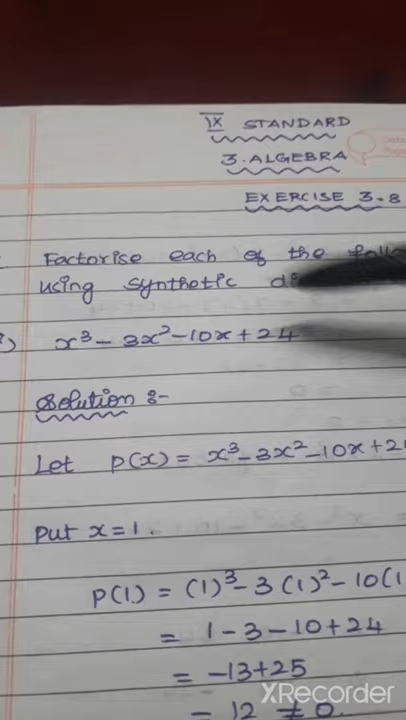 IX STANDARD
3. ALGEBRA
EXERCISE 3.8
Factorise each of the
using synthetic
x³ - 3x² - 10x + 24
Solution :-
Let P(x) = x³ - 3x² - 10x + 2
Put x = 1.
P(1) = (1)³ - 3(1)² - 10(1
= 1 - 3 - 10 + 24
= -13 + 25
= 12 ≠ 0.
XRecorder